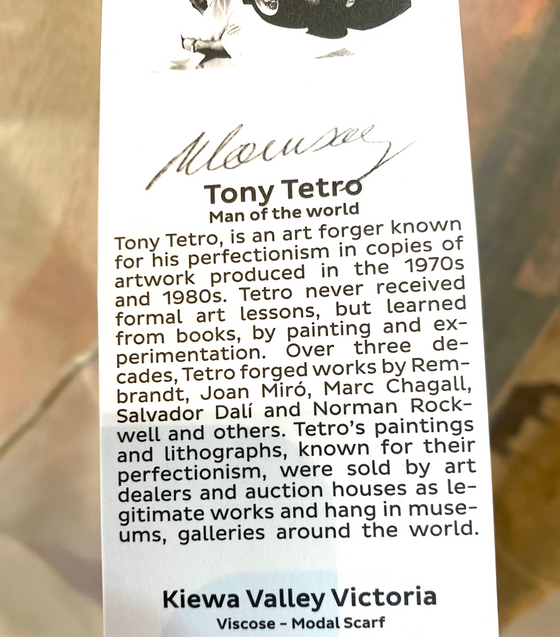 Tony Tetro
Man of the world
Tony Tetro, is an art forger known
for his perfectionism in copies of
artwork produced in the 1970s
and 1980s. Tetro never received
formal art lessons, but learned
from books, by painting and ex-
perimentation. Over three de-
cades, Tetro forged works by Rem-
brandt, Joan Miró, Marc Chagall,
Salvador Dalí and Norman Rock-
well and others. Tetro's paintings
and lithographs, known for their
perfectionism, were sold by art
dealers and auction houses as le-
gitimate works and hang in muse-
ums, galleries around the world.
Kiewa Valley Victoria
Viscose - Modal Scarf